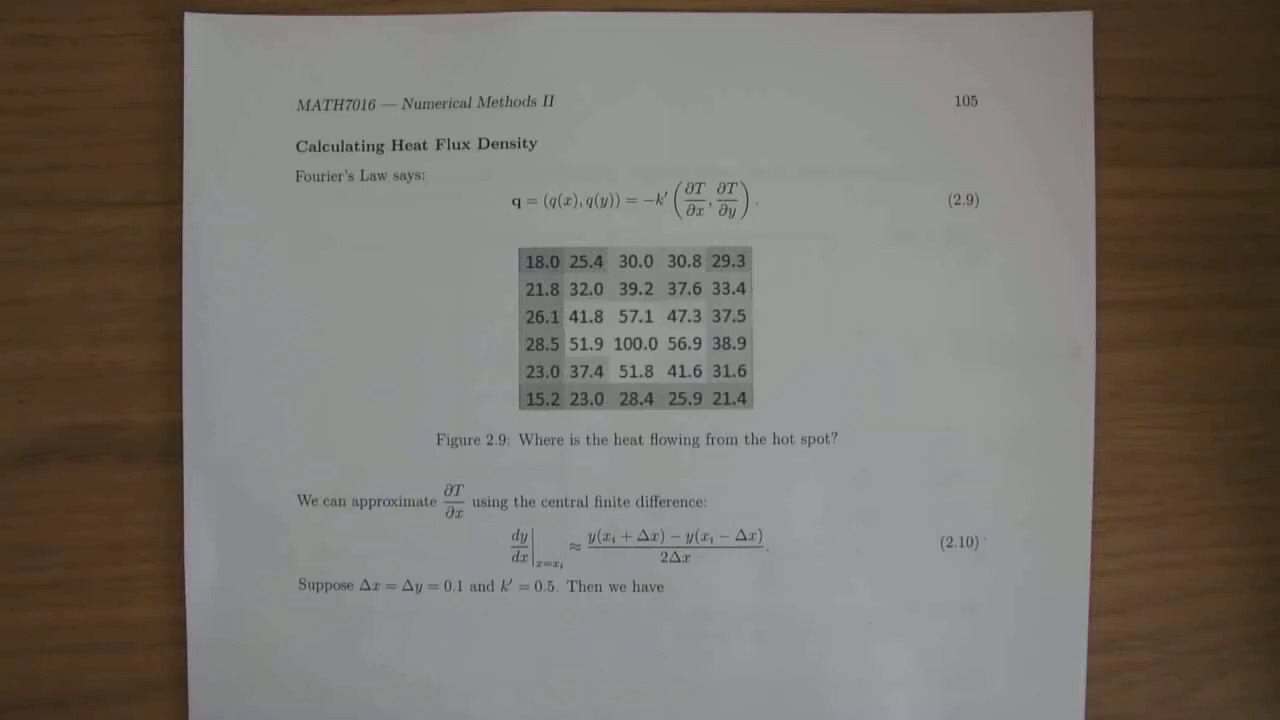 MATH7016 — Numerical Methods II 105
Calculating Heat Flux Density
Fourier's Law says:
q = (q(x), q(y)) = −k′ (∂T/∂x, ∂T/∂y) . (2.9)
18.0 25.4 30.0 30.8 29.3
21.8 32.0 39.2 37.6 33.4
26.1 41.8 57.1 47.3 37.5
28.5 51.9 100.0 56.9 38.9
23.0 37.4 51.8 41.6 31.6
15.2 23.0 28.4 25.9 21.4
Figure 2.9: Where is the heat flowing from the hot spot?
We can approximate ∂T/∂x using the central finite difference:
dy/dx|x=xi ≈ y(xi + Δx) − y(xi − Δx) / 2Δx . (2.10)
Suppose Δx = Δy = 0.1 and k′ = 0.5. Then we have